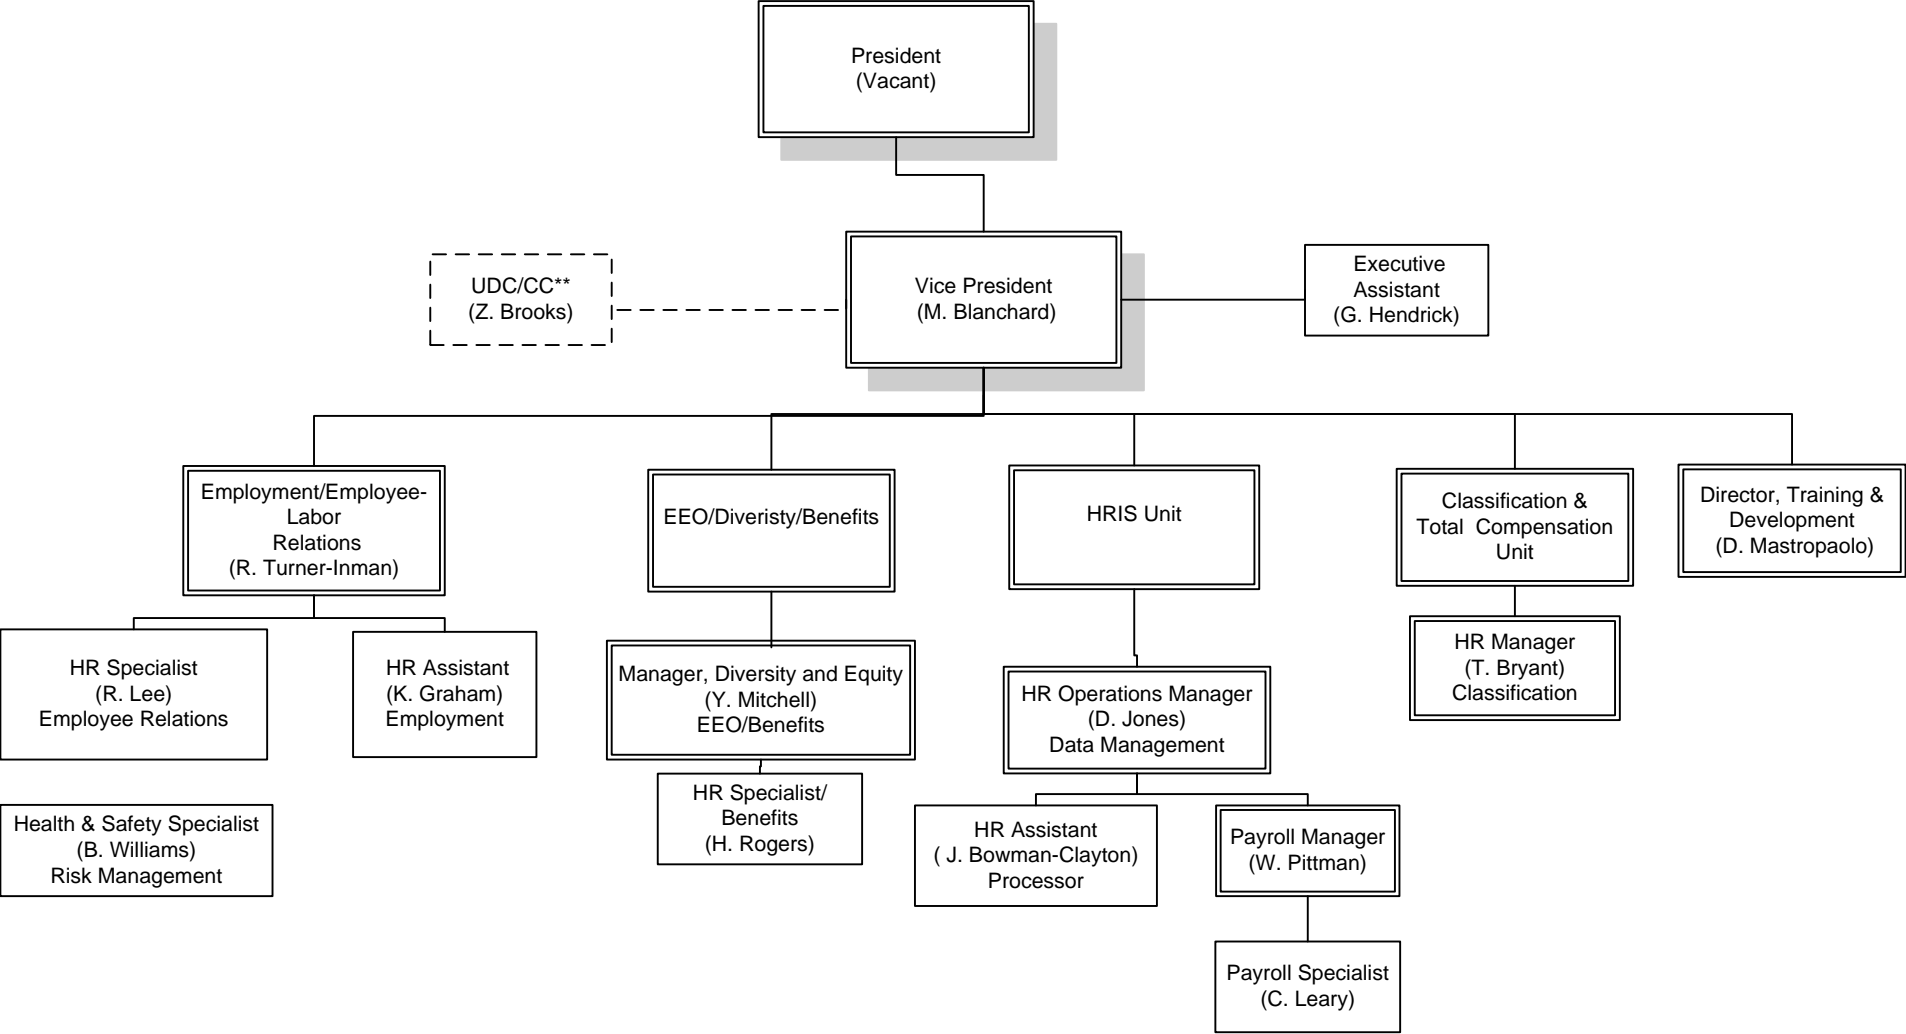 President
(Vacant)
UDC/CC**
(Z. Brooks)
Vice President
(M. Blanchard)
Executive
Assistant
(G. Hendrick)
Employment/Employee-
Labor
Relations
(R. Turner-Inman)
EEO/Diveristy/Benefits
HRIS Unit
Classification &
Total Compensation
Unit
Director, Training &
Development
(D. Mastropaolo)
HR Specialist
(R. Lee)
Employee Relations
HR Assistant
(K. Graham)
Employment
Manager, Diversity and Equity
(Y. Mitchell)
EEO/Benefits
HR Operations Manager
(D. Jones)
Data Management
HR Manager
(T. Bryant)
Classification
Health & Safety Specialist
(B. Williams)
Risk Management
HR Specialist/
Benefits
(H. Rogers)
HR Assistant
( J. Bowman-Clayton)
Processor
Payroll Manager
(W. Pittman)
Payroll Specialist
(C. Leary)